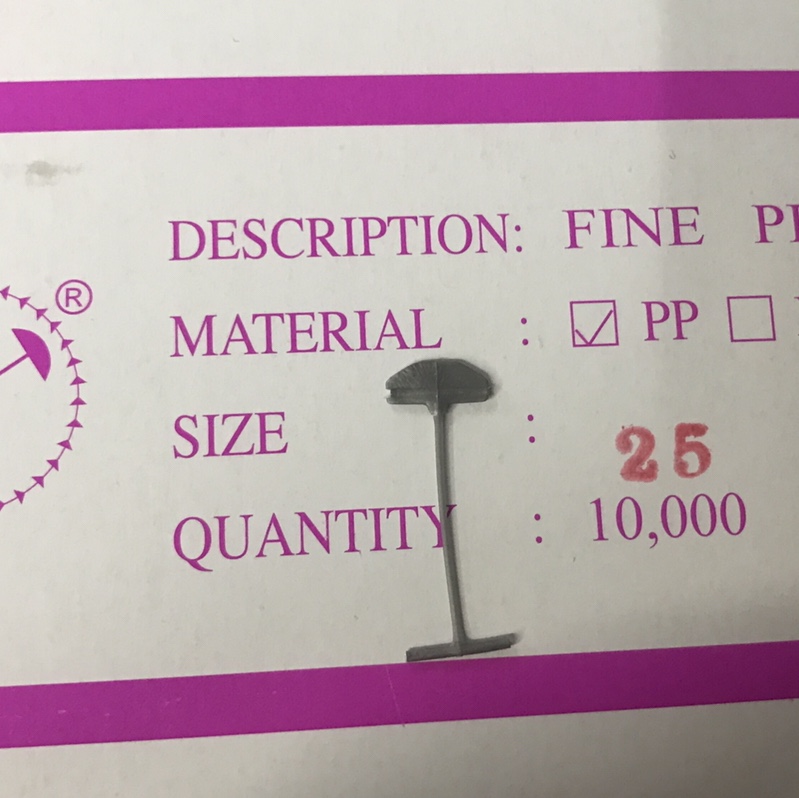 DESCRIPTION: FINE
®
MATERIAL : ☑ PP ☐
SIZE : 25
QUANTITY : 10,000